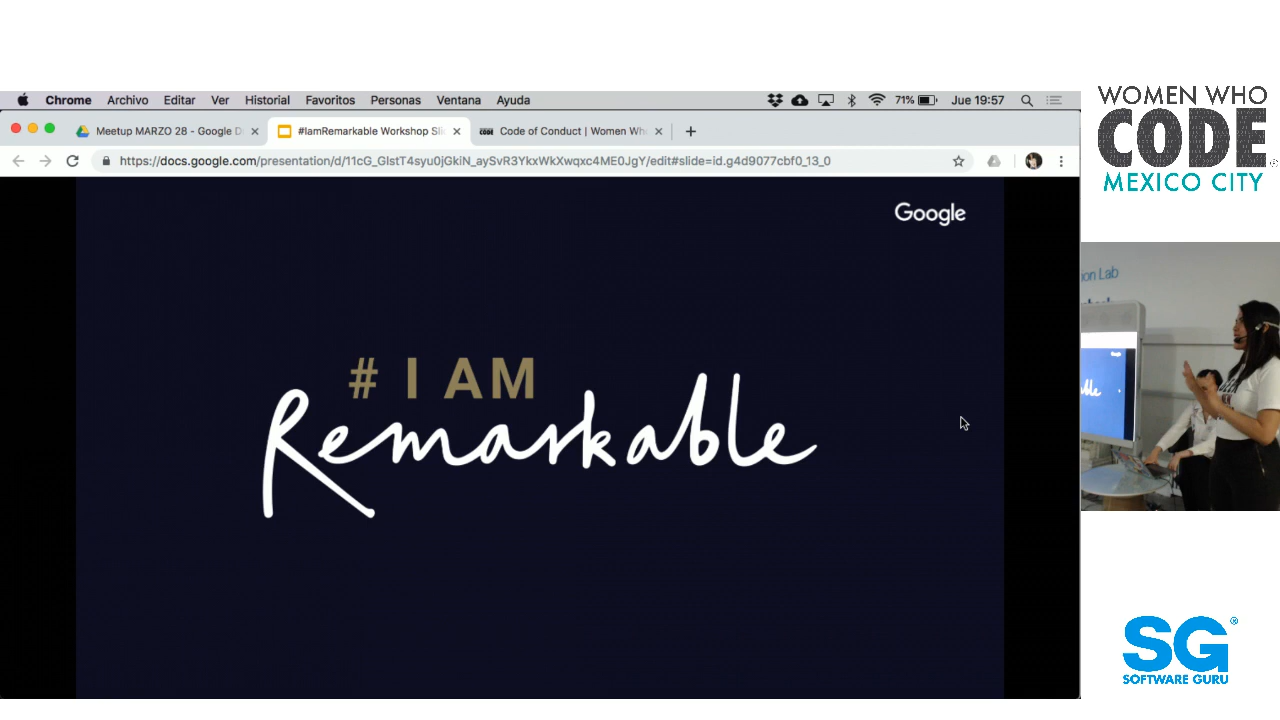 Chrome Archivo Editar Ver Historial Favoritos Personas Ventana Ayuda 71% Jue 19:57
Meetup MARZO 28 - Google D
#IamRemarkable Workshop Sli
Code of Conduct | Women Wh
https://docs.google.com/presentation/d/11cG_GlstT4syu0jGkiN_aySvR3YkxWkXwqxc4ME0JgY/edit#slide=id.g4d9077cbf0_13_0
Google
# I AM
Remarkable
WOMEN WHO
CODE®
MEXICO CITY
on Lab
SG®
SOFTWARE GURU